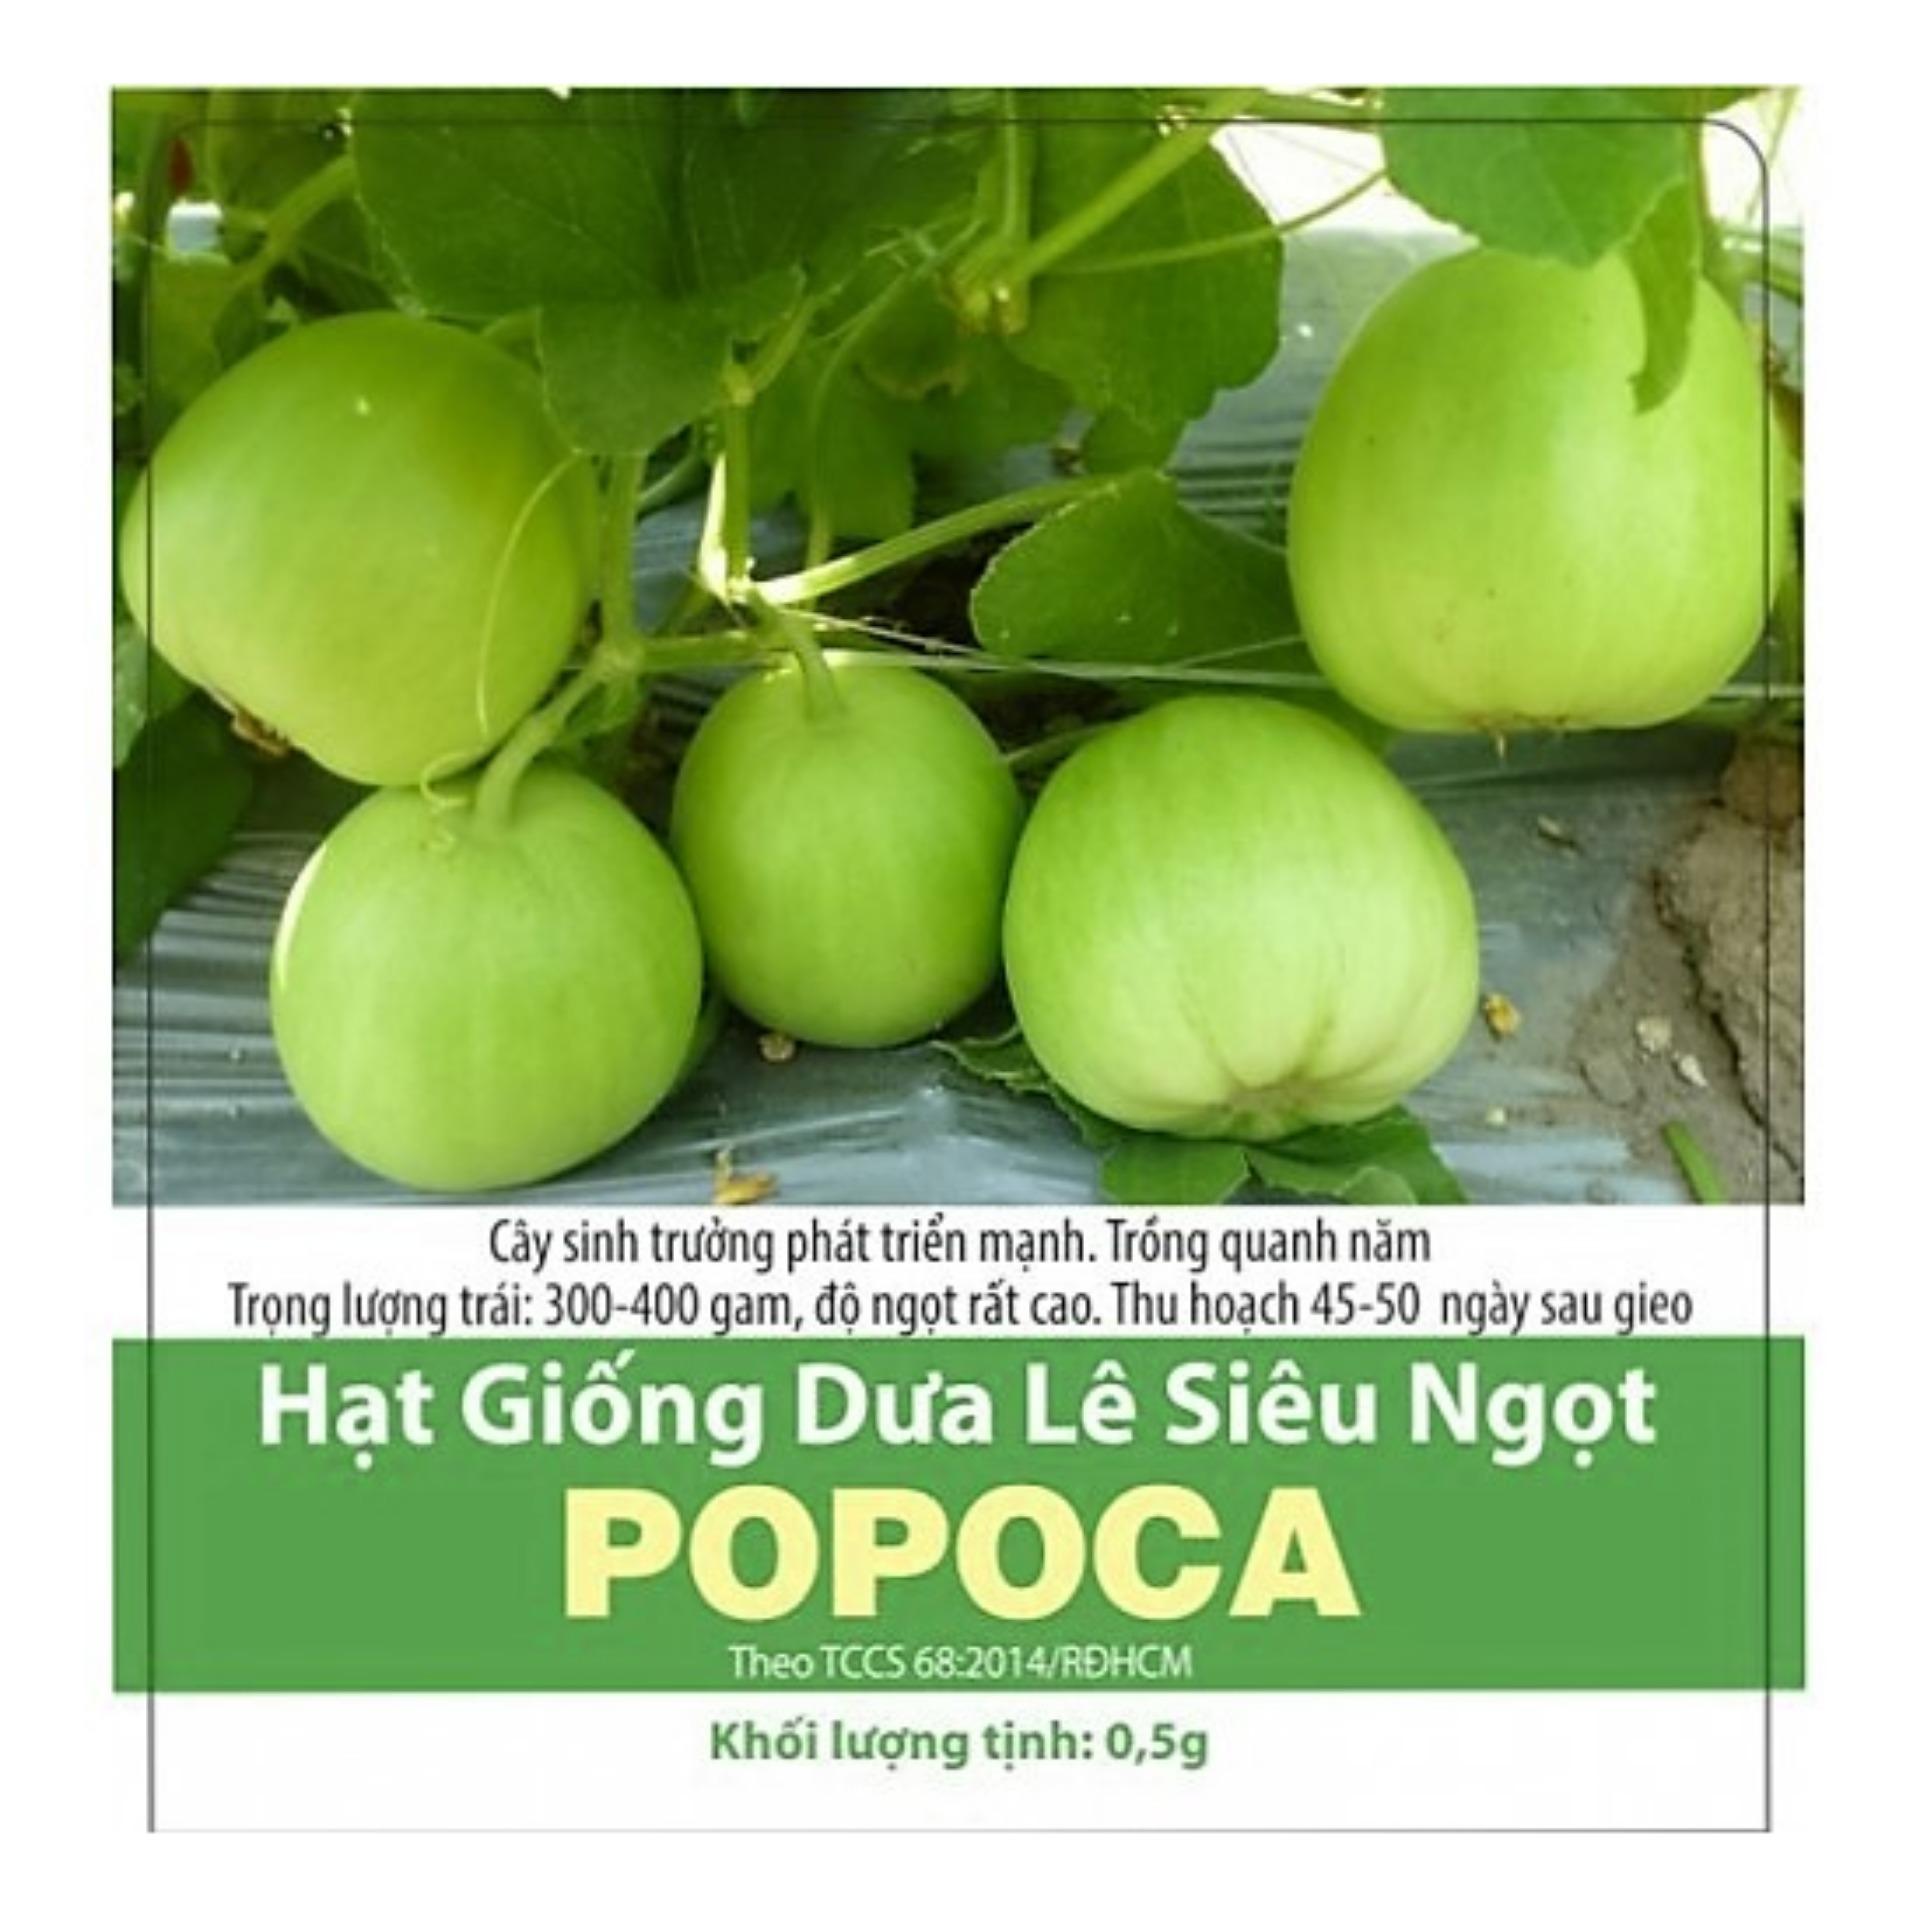 Cây sinh trưởng phát triển mạnh. Trồng quanh năm
Trọng lượng trái: 300-400 gam, độ ngọt rất cao. Thu hoạch 45-50 ngày sau gieo
Hạt Giống Dưa Lê Siêu Ngọt
POPOCA
Theo TCCS 68:2014/RĐHCM
Khối lượng tịnh: 0,5g